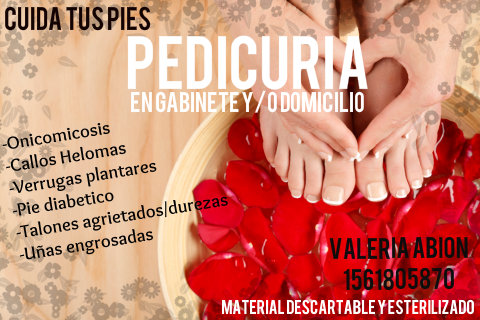 CUIDA TUS PIES
PEDICURIA
EN GABINETE Y / O DOMICILIO
-Onicomicosis
-Callos Helomas
-Verrugas plantares
-Pie diabetico
-Talones agrietados/durezas
-Uñas engrosadas
VALERIA ABION
1561805870
MATERIAL DESCARTABLE Y ESTERILIZADO